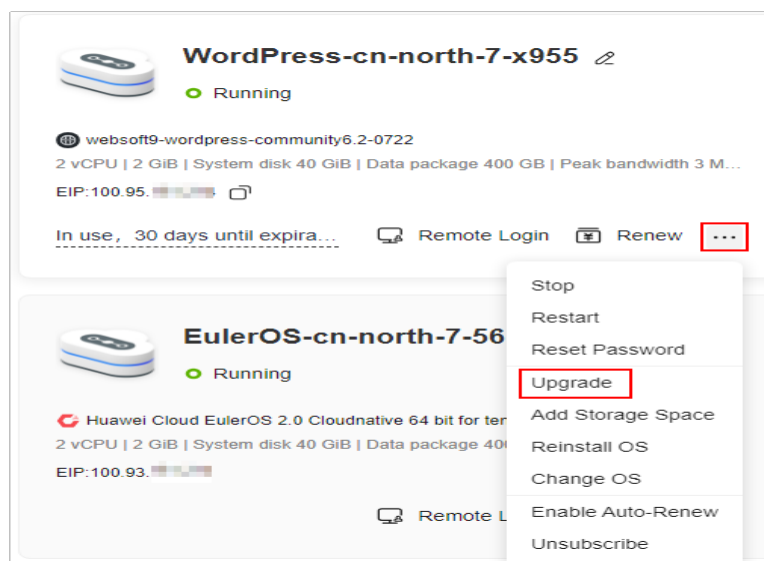 WordPress-cn-north-7-x955
Running
websoft9-wordpress-community6.2-0722
2 vCPU | 2 GiB | System disk 40 GiB | Data package 400 GB | Peak bandwidth 3 M...
EIP:100.95.
In use, 30 days until expira...
Remote Login
Renew
...
Stop
Restart
Reset Password
Upgrade
Add Storage Space
Reinstall OS
Change OS
Enable Auto-Renew
Unsubscribe
EulerOS-cn-north-7-56
Running
Huawei Cloud EulerOS 2.0 Cloudnative 64 bit for ter
2 vCPU | 2 GiB | System disk 40 GiB | Data package 40
EIP:100.93.
Remote L